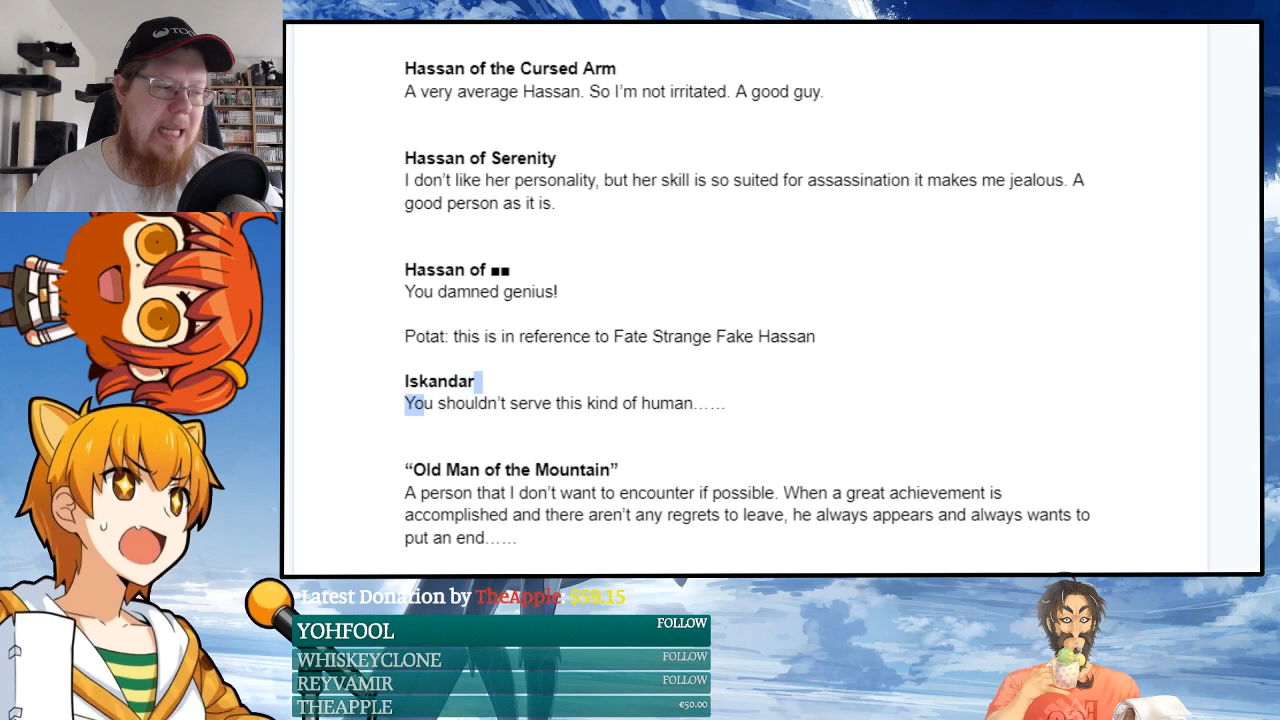 Hassan of the Cursed Arm
A very average Hassan. So I'm not irritated. A good guy.
Hassan of Serenity
I don't like her personality, but her skill is so suited for assassination it makes me jealous. A
good person as it is.
Hassan of ■■
You damned genius!
Potat: this is in reference to Fate Strange Fake Hassan
Iskandar
You shouldn't serve this kind of human……
“Old Man of the Mountain”
A person that I don't want to encounter if possible. When a great achievement is
accomplished and there aren't any regrets to leave, he always appears and always wants to
put an end……
Latest Donation by TheApple: $59.15
YOHFOOL FOLLOW
WHISKEYCLONE FOLLOW
REYVAMIR FOLLOW
THEAPPLE €50.00